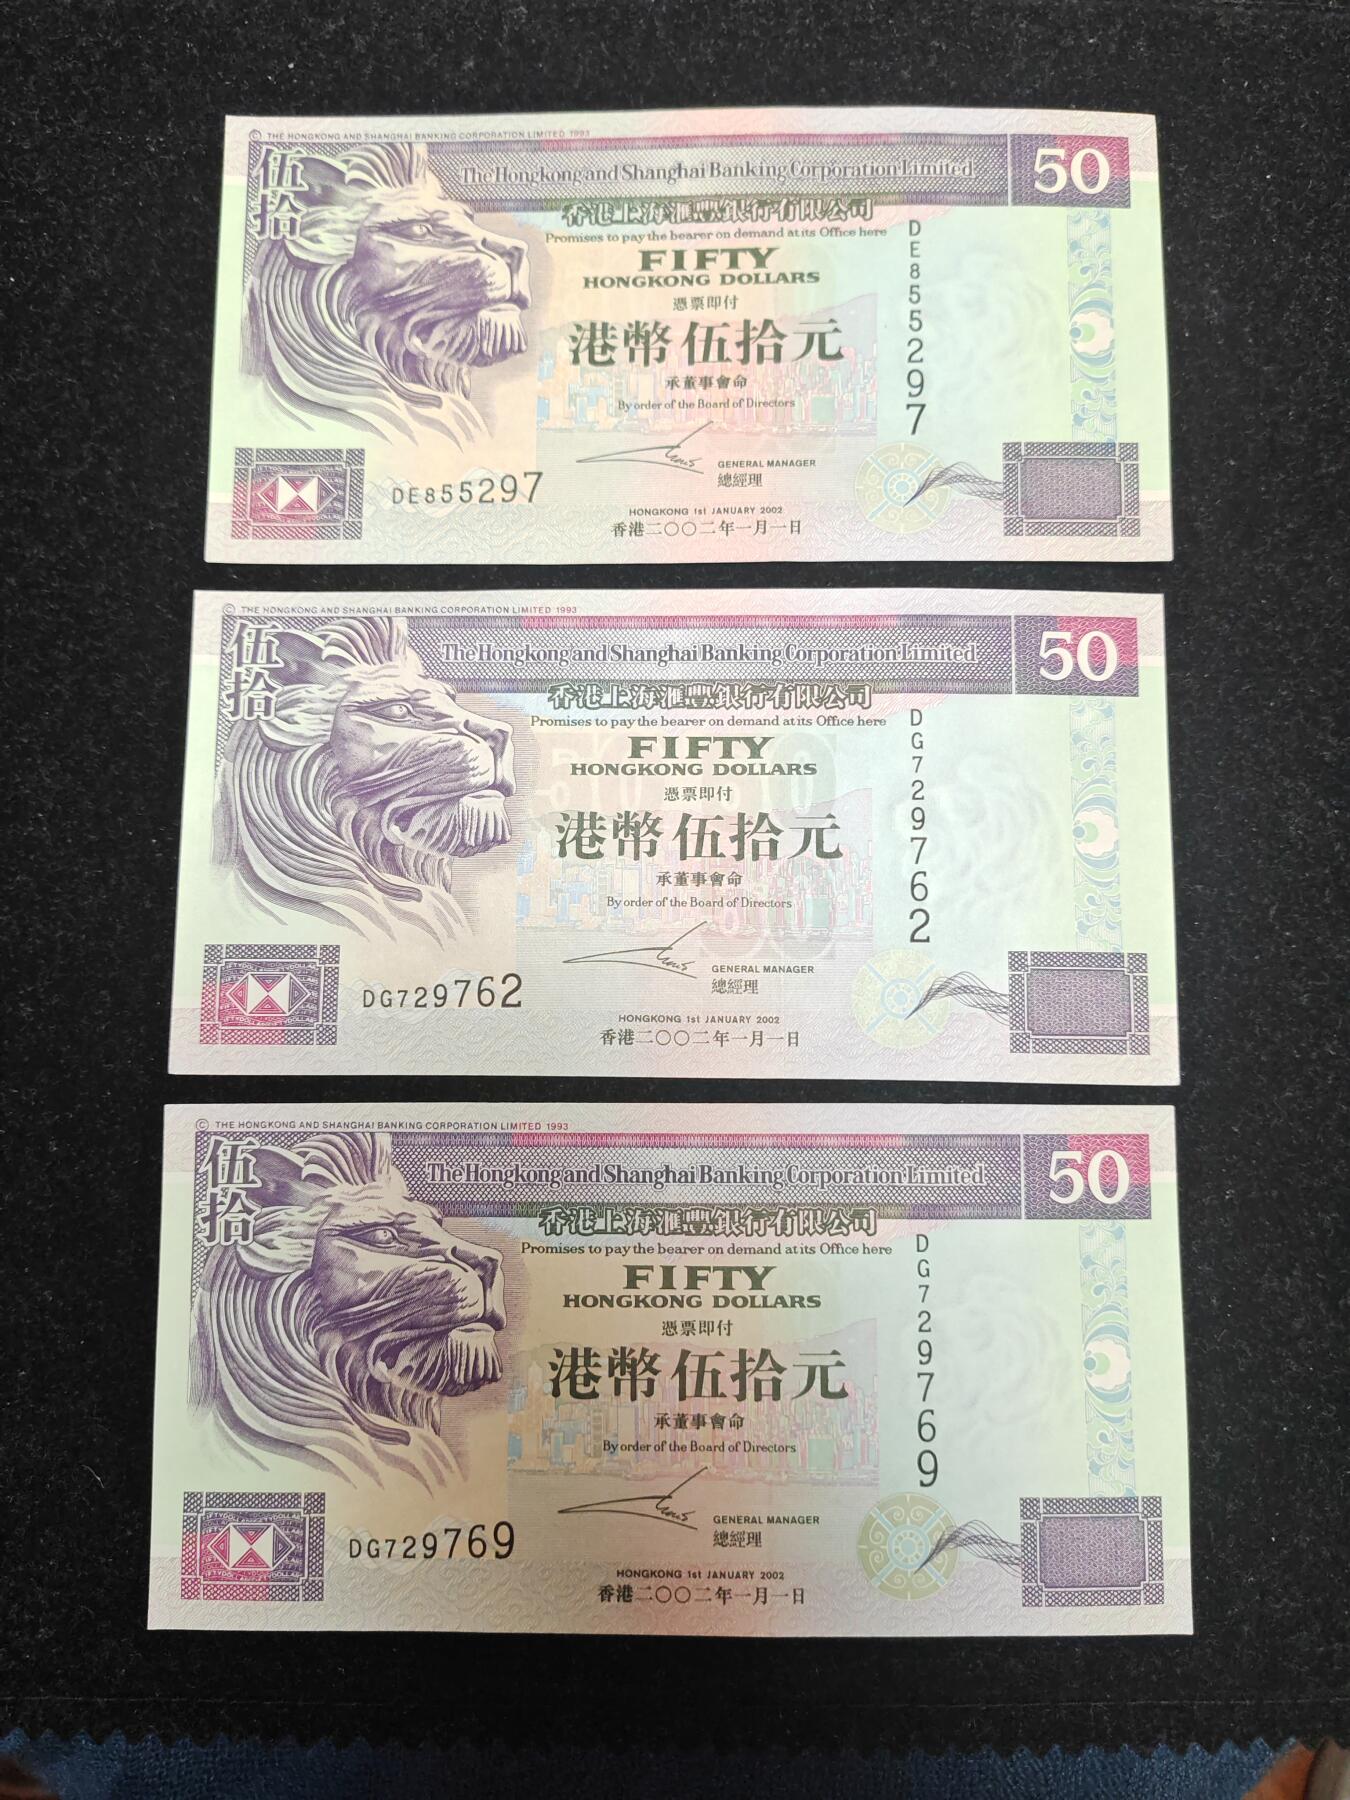 © THE HONGKONG AND SHANGHAI BANKING CORPORATION LIMITED 1993
伍拾
The Hongkong and Shanghai Banking Corporation Limited
50
香港上海滙豐銀行有限公司
Promises to pay the bearer on demand at its Office here
FIFTY
HONGKONG DOLLARS
憑票即付
港幣伍拾元
承董事會命
By order of the Board of Directors
DE855297
GENERAL MANAGER
總經理
DE855297
HONGKONG 1st JANUARY 2002
香港二〇〇二年一月一日
© THE HONGKONG AND SHANGHAI BANKING CORPORATION LIMITED 1993
伍拾
The Hongkong and Shanghai Banking Corporation Limited
50
香港上海滙豐銀行有限公司
Promises to pay the bearer on demand at its Office here
FIFTY
HONGKONG DOLLARS
憑票即付
港幣伍拾元
承董事會命
By order of the Board of Directors
DG729762
GENERAL MANAGER
總經理
DG729762
HONGKONG 1st JANUARY 2002
香港二〇〇二年一月一日
© THE HONGKONG AND SHANGHAI BANKING CORPORATION LIMITED 1993
伍拾
The Hongkong and Shanghai Banking Corporation Limited
50
香港上海滙豐銀行有限公司
Promises to pay the bearer on demand at its Office here
FIFTY
HONGKONG DOLLARS
憑票即付
港幣伍拾元
承董事會命
By order of the Board of Directors
DG729769
GENERAL MANAGER
總經理
DG729769
HONGKONG 1st JANUARY 2002
香港二〇〇二年一月一日